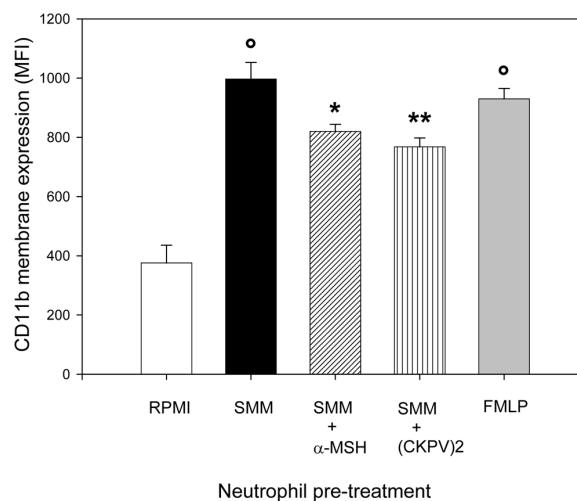 CD11b membrane expression (MFI)
1200
1000
800
600
400
200
0
°
*
**
°
RPMI
SMM
SMM
+
α-MSH
SMM
+
(CKPV)2
FMLP
Neutrophil pre-treatment